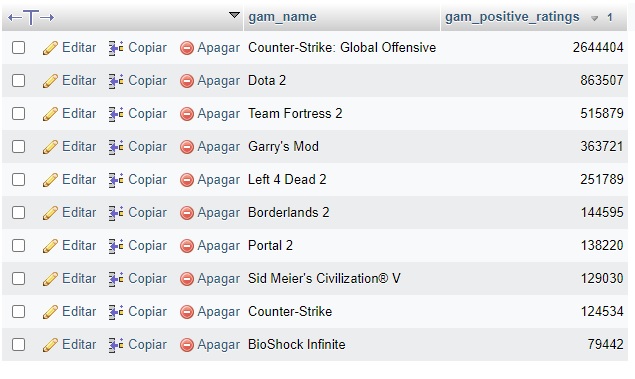 gam_name gam_positive_ratings 1
Editar Copiar Apagar Counter-Strike: Global Offensive 2644404
Editar Copiar Apagar Dota 2 863507
Editar Copiar Apagar Team Fortress 2 515879
Editar Copiar Apagar Garry's Mod 363721
Editar Copiar Apagar Left 4 Dead 2 251789
Editar Copiar Apagar Borderlands 2 144595
Editar Copiar Apagar Portal 2 138220
Editar Copiar Apagar Sid Meier's Civilization® V 129030
Editar Copiar Apagar Counter-Strike 124534
Editar Copiar Apagar BioShock Infinite 79442